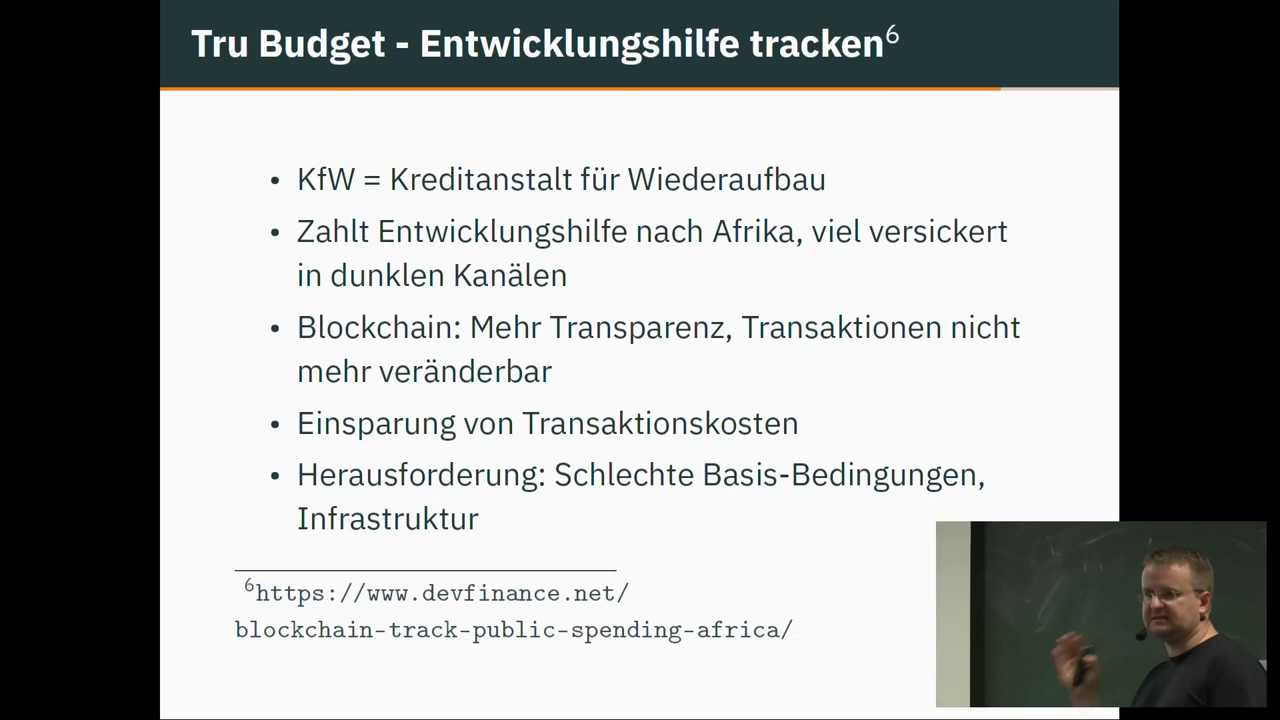 Tru Budget - Entwicklungshilfe tracken⁶
• KfW = Kreditanstalt für Wiederaufbau
• Zahlt Entwicklungshilfe nach Afrika, viel versickert
in dunklen Kanälen
• Blockchain: Mehr Transparenz, Transaktionen nicht
mehr veränderbar
• Einsparung von Transaktionskosten
• Herausforderung: Schlechte Basis-Bedingungen,
Infrastruktur
⁶https://www.devfinance.net/
blockchain-track-public-spending-africa/